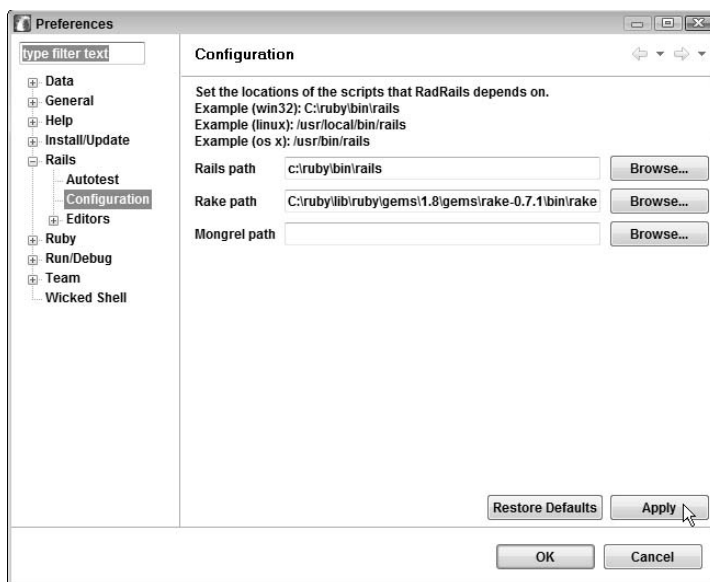 Preferences
type filter text
Data
General
Help
Install/Update
Rails
Autotest
Configuration
Editors
Ruby
Run/Debug
Team
Wicked Shell
Configuration
Set the locations of the scripts that RadRails depends on.
Example (win32): C:\ruby\bin\rails
Example (linux): /usr/local/bin/rails
Example (os x): /usr/bin/rails
Rails path c:\ruby\bin\rails Browse...
Rake path C:\ruby\lib\ruby\gems\1.8\gems\rake-0.7.1\bin\rake Browse...
Mongrel path Browse...
Restore Defaults Apply
OK Cancel